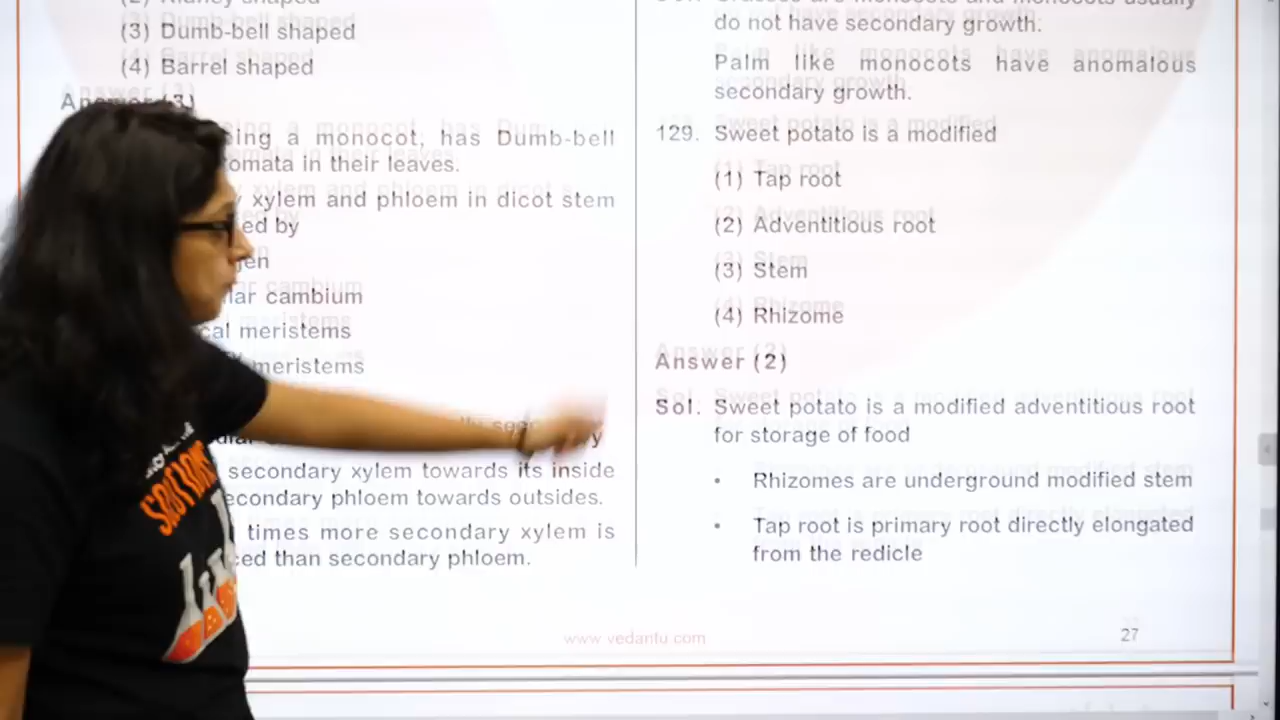 (3) Dumb-bell shaped
(4) Barrel shaped
Answer (3)
a monocot, has Dumb-bell
in their leaves.
xylem and phloem in dicot stem
by
cambium
meristems
meristems
secondary xylem towards its inside
secondary phloem towards outsides.
times more secondary xylem is
than secondary phloem.
do not have secondary growth.
Palm like monocots have anomalous
secondary growth.
129. Sweet potato is a modified
(1) Tap root
(2) Adventitious root
(3) Stem
(4) Rhizome
Answer (2)
Sol. Sweet potato is a modified adventitious root
for storage of food
• Rhizomes are underground modified stem
• Tap root is primary root directly elongated
from the redicle
www.vedantu.com
27